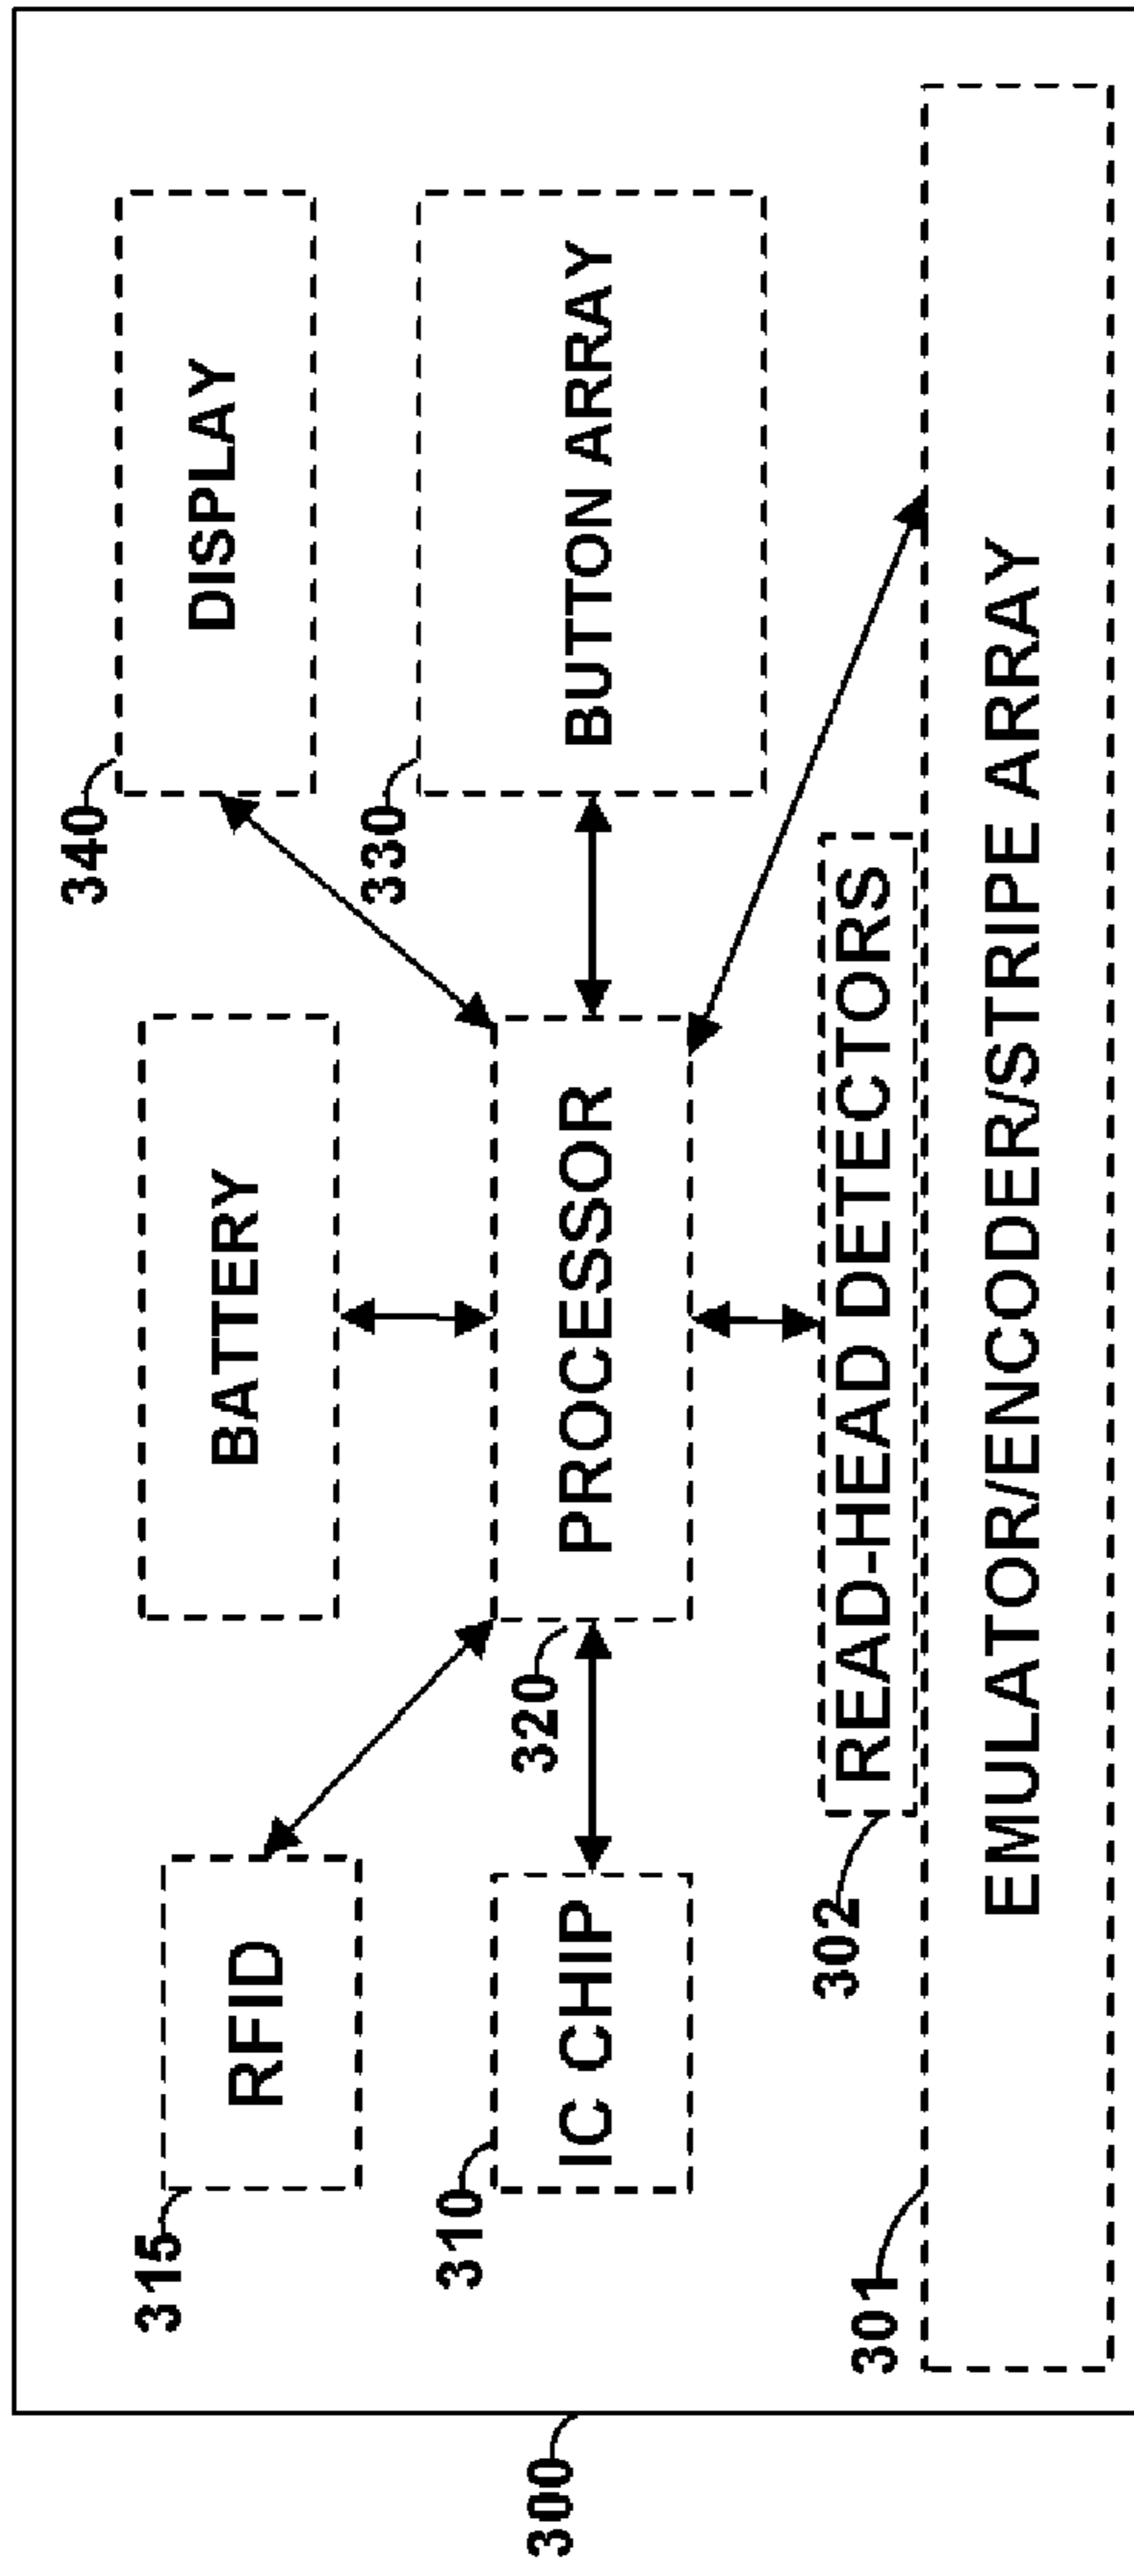 340
DISPLAY
BATTERY
315
RFID
330
BUTTON ARRAY
320
PROCESSOR
310
IC CHIP
302
READ-HEAD DETECTORS
301
EMULATOR/ENCODER/STRIPE ARRAY
300